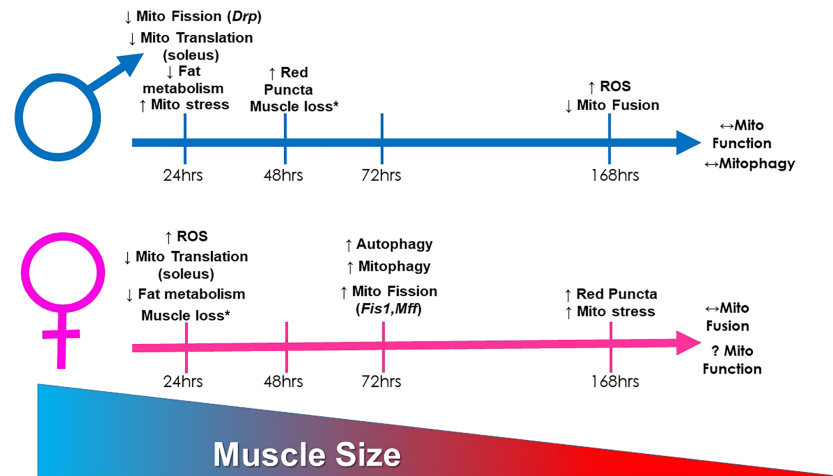 ↓ Mito Fission (Drp)
↓ Mito Translation
(soleus)
↓ Fat
metabolism
↑ Mito stress
↑ Red
Puncta
Muscle loss*
↑ ROS
↓ Mito Fusion
↔Mito
Function
↔Mitophagy
24hrs
48hrs
72hrs
168hrs
↑ ROS
↓ Mito Translation
(soleus)
↓ Fat metabolism
Muscle loss*
↑ Autophagy
↑ Mitophagy
↑ Mito Fission
(Fis1,Mff)
↑ Red Puncta
↑ Mito stress
↔Mito
Fusion
? Mito
Function
24hrs
48hrs
72hrs
168hrs
Muscle Size